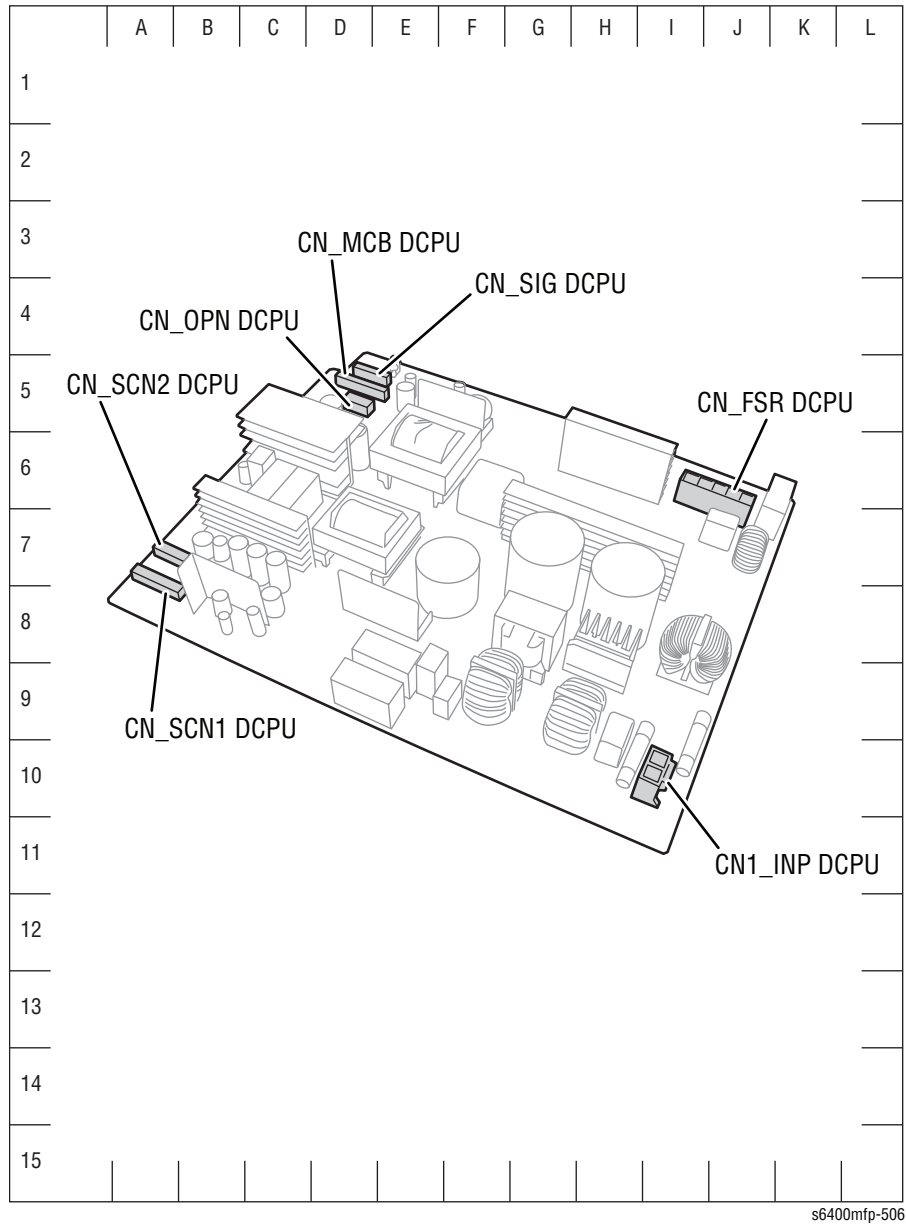 A B C D E F G H I J K L
1
2
3
CN_MCB DCPU
CN_SIG DCPU
4
CN_OPN DCPU
CN_SCN2 DCPU
5
CN_FSR DCPU
6
7
8
9
CN_SCN1 DCPU
10
11
CN1_INP DCPU
12
13
14
15
s6400mfp-506